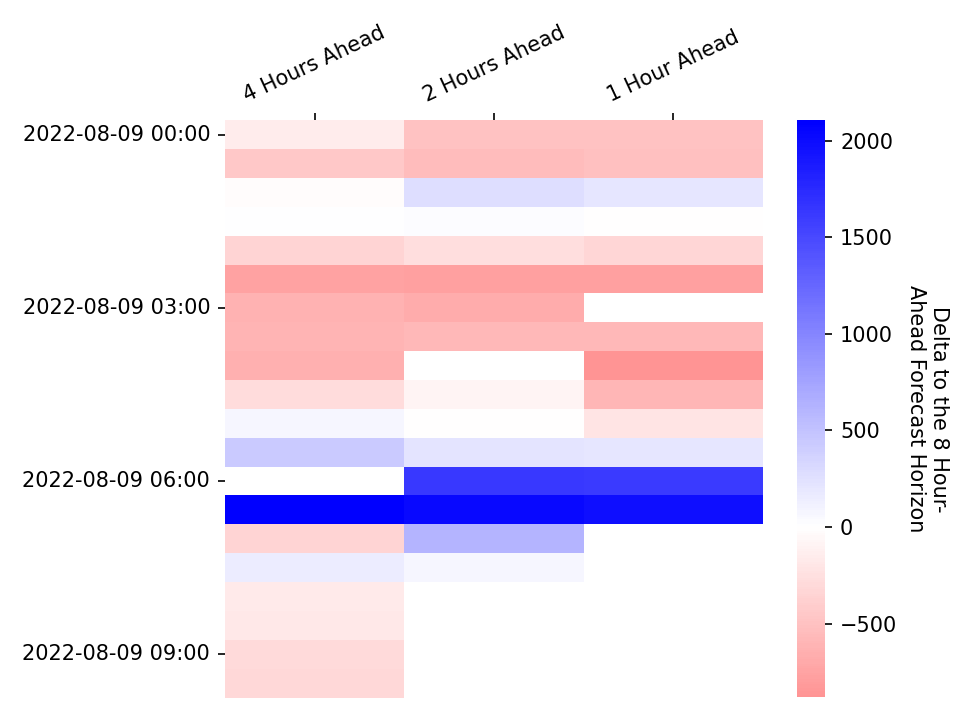 4 Hours Ahead
2 Hours Ahead
1 Hour Ahead
2022-08-09 00:00
2022-08-09 03:00
2022-08-09 06:00
2022-08-09 09:00
2000
1500
1000
500
0
−500
Delta to the 8 Hour-
Ahead Forecast Horizon